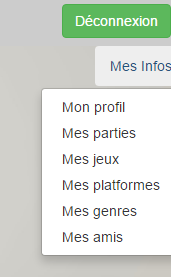 Déconnexion
Mes Infos
Mon profil
Mes parties
Mes jeux
Mes platformes
Mes genres
Mes amis